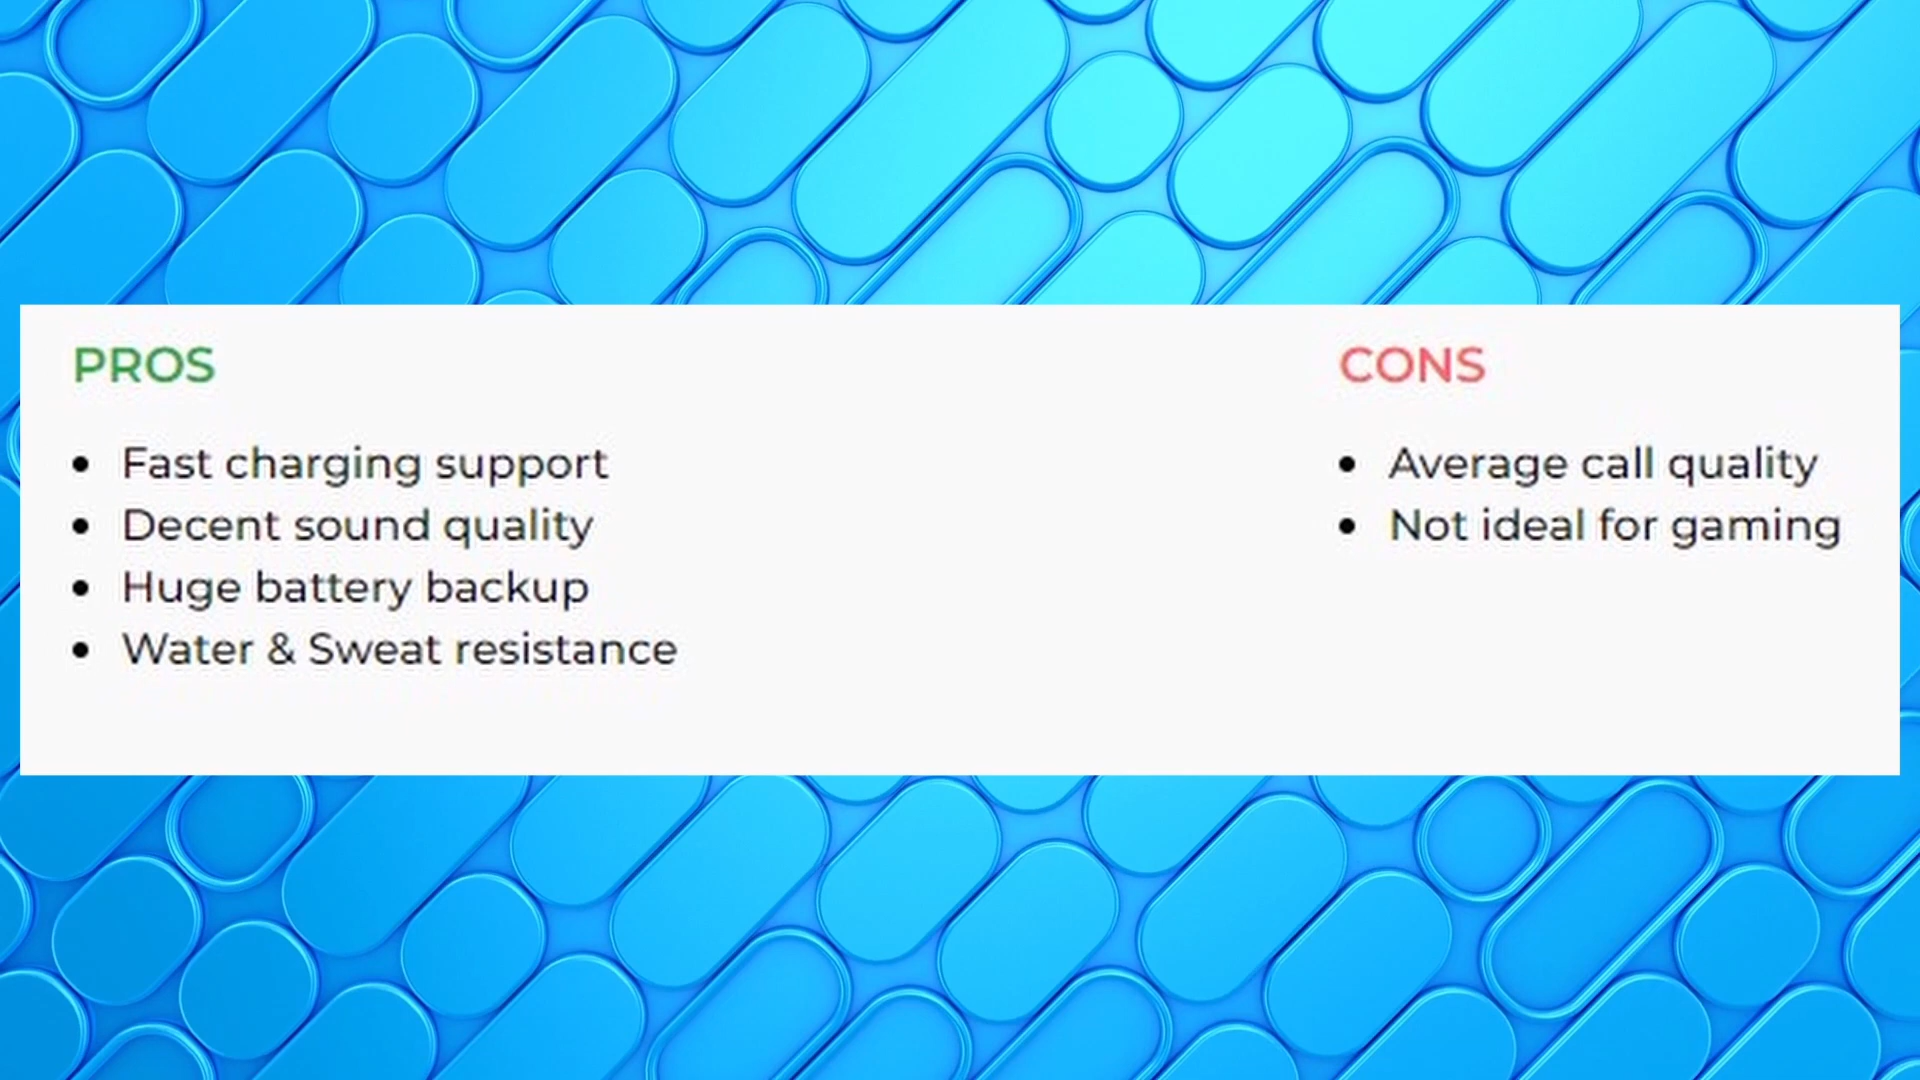 PROS
• Fast charging support
• Decent sound quality
• Huge battery backup
• Water & Sweat resistance
CONS
• Average call quality
• Not ideal for gaming